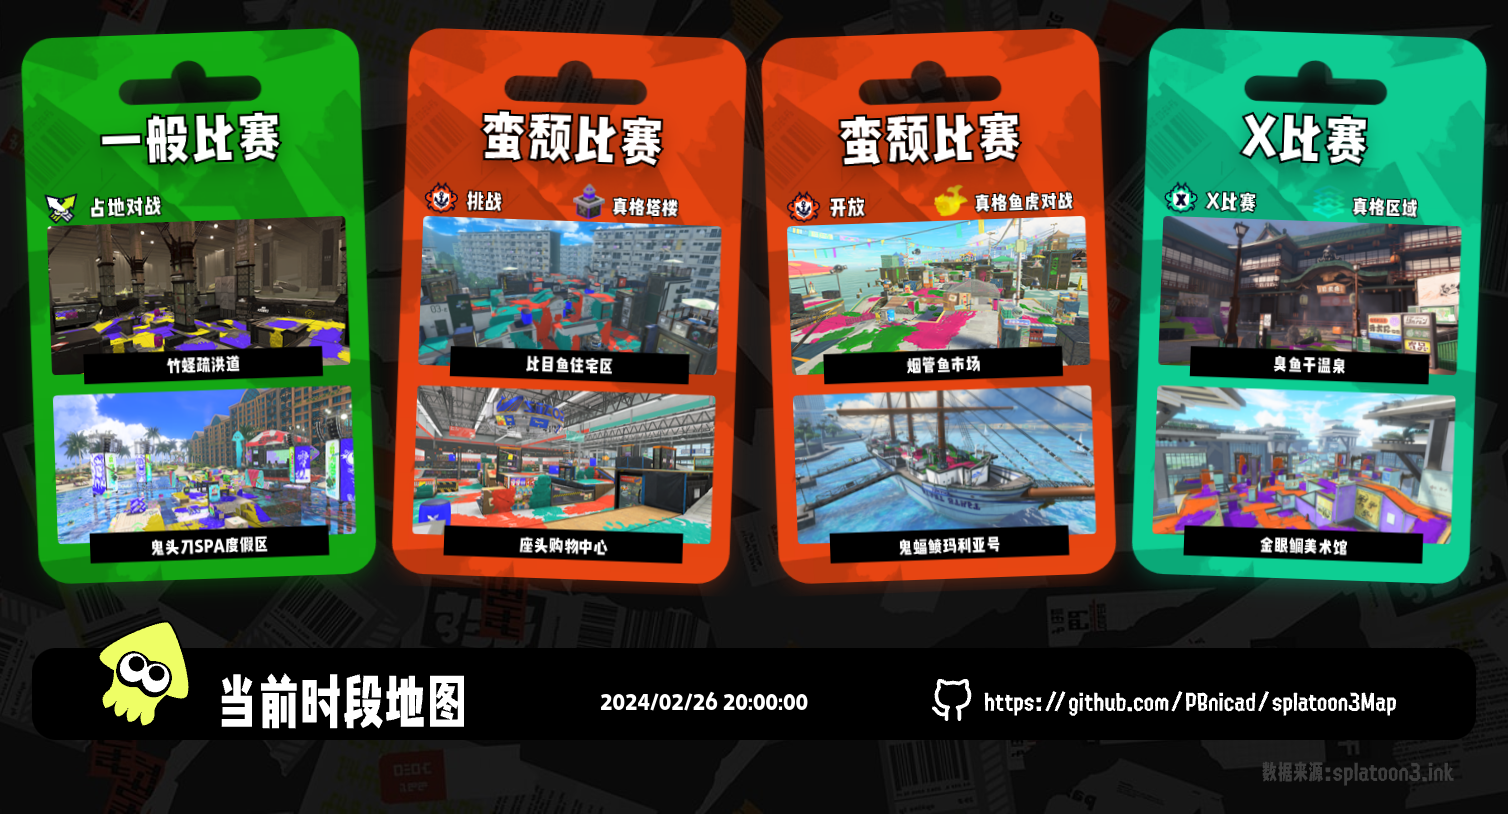 一般比赛
占地对战
竹蛏疏洪道
鬼头刀SPA度假区
蛮颓比赛
挑战
真格塔楼
比目鱼住宅区
座头购物中心
蛮颓比赛
开放
真格鱼虎对战
烟管鱼市场
鬼蝠鲼玛利亚号
X比赛
X比赛
真格区域
臭鱼干温泉
金眼鲷美术馆
当前时段地图
2024/02/26 20:00:00
https://github.com/PBnicad/splatoon3Map
数据来源:splatoon3.ink